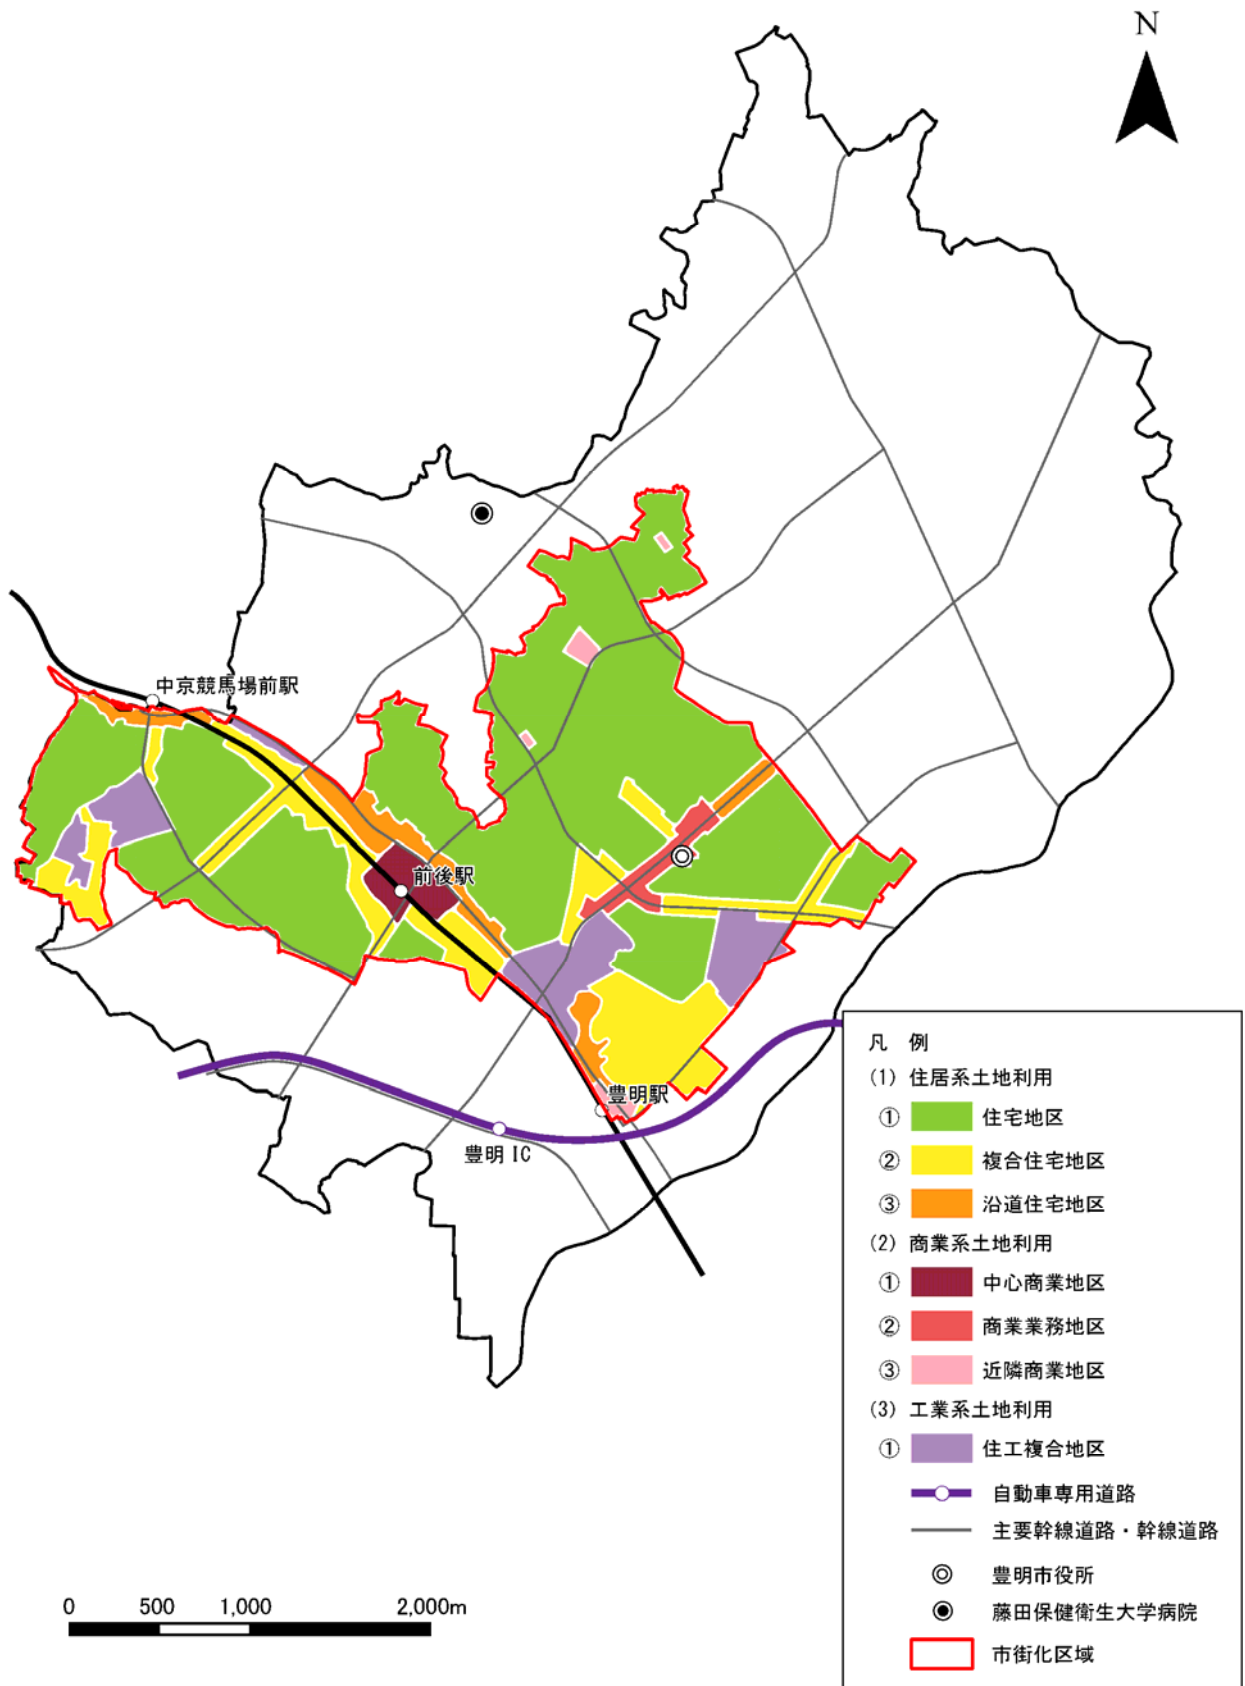 N
中京競馬場前駅
前後駅
豊明駅
豊明 IC
凡 例
(1) 住居系土地利用
① 住宅地区
② 複合住宅地区
③ 沿道住宅地区
(2) 商業系土地利用
① 中心商業地区
② 商業業務地区
③ 近隣商業地区
(3) 工業系土地利用
① 住工複合地区
自動車専用道路
主要幹線道路・幹線道路
豊明市役所
藤田保健衛生大学病院
市街化区域
0 500 1,000 2,000m